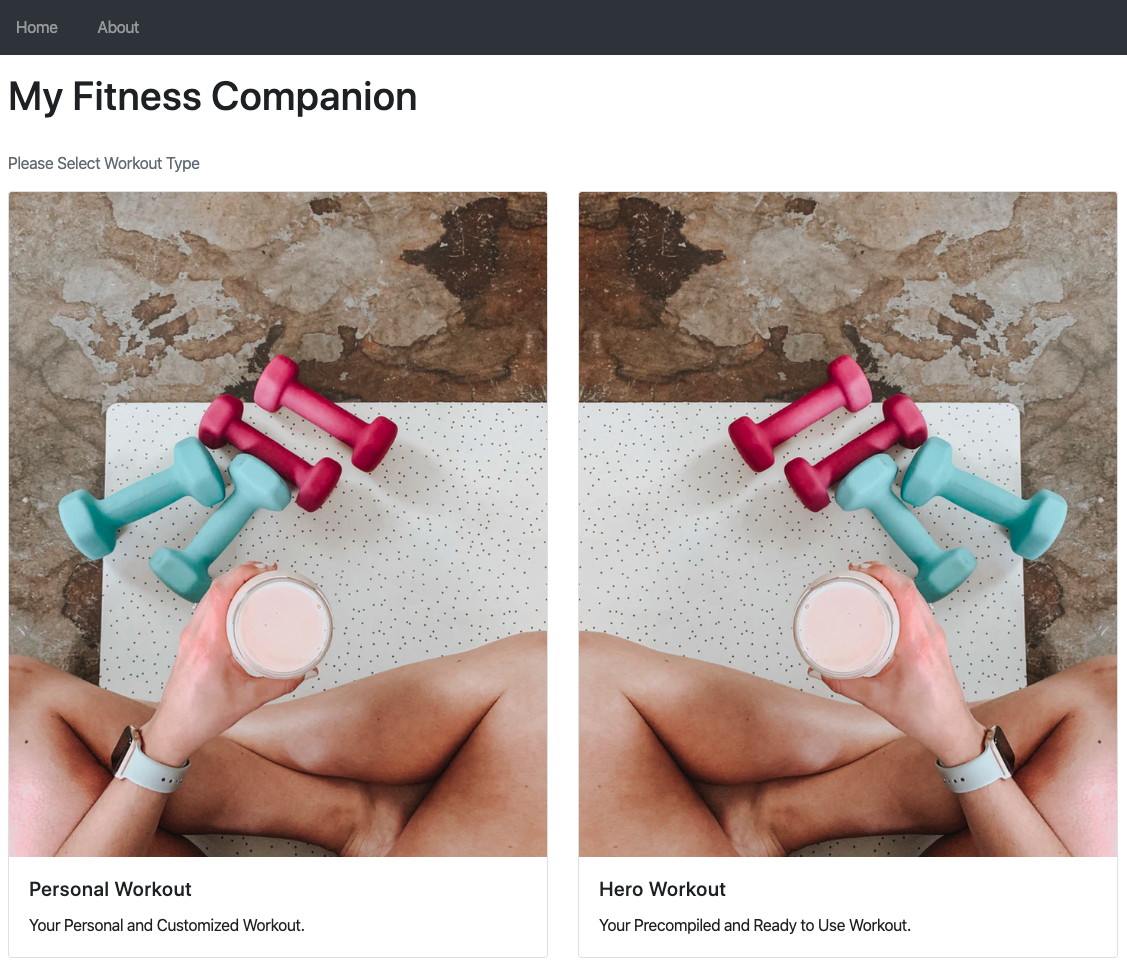 Home About
My Fitness Companion
Please Select Workout Type
Personal Workout
Your Personal and Customized Workout.
Hero Workout
Your Precompiled and Ready to Use Workout.